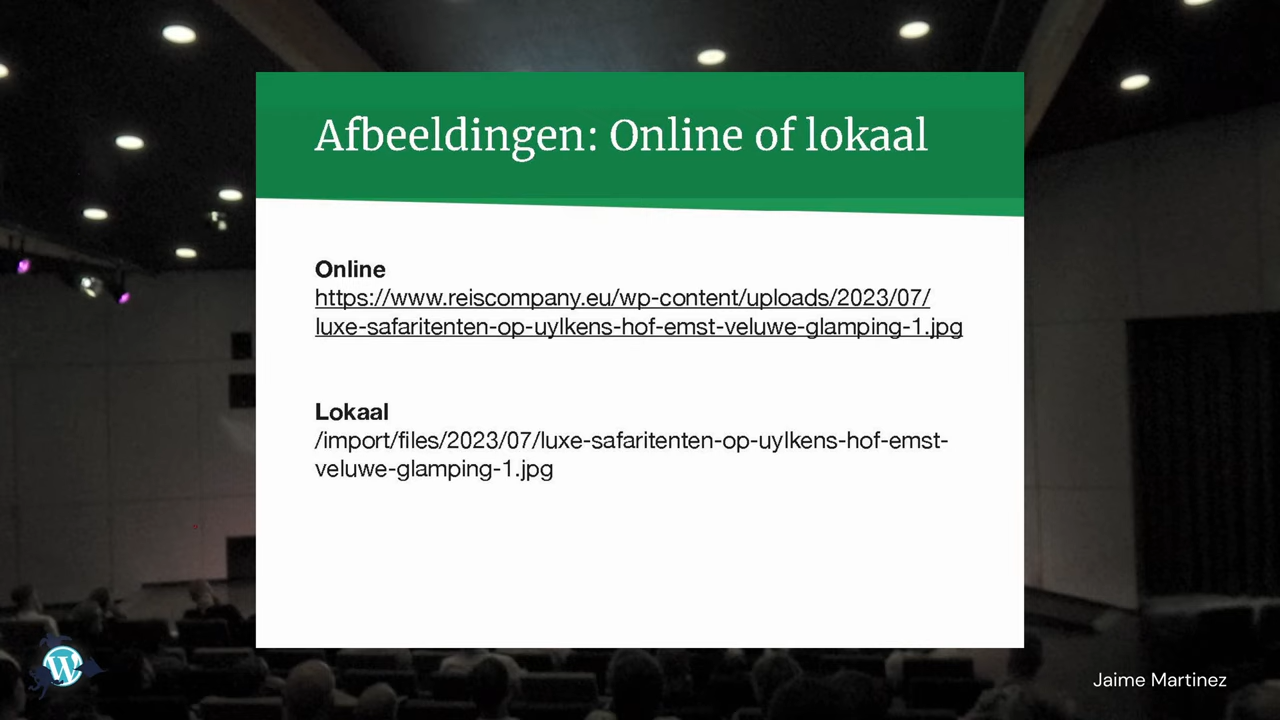 Afbeeldingen: Online of lokaal
Online
https://www.reiscompany.eu/wp-content/uploads/2023/07/
luxe-safaritenten-op-uylkens-hof-emst-veluwe-glamping-1.jpg
Lokaal
/import/files/2023/07/luxe-safaritenten-op-uylkens-hof-emst-
veluwe-glamping-1.jpg
Jaime Martinez